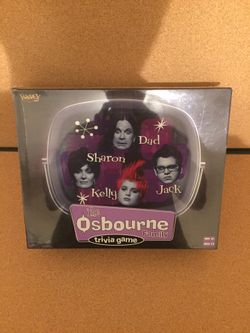 Dad
Sharon
Kelly
Jack
The
Osbourne
Family
trivia game